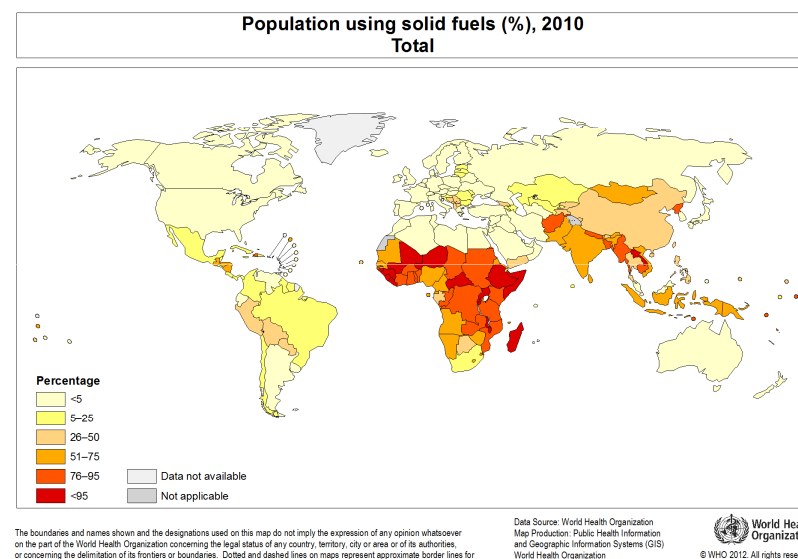 Population using solid fuels (%), 2010
Total
Percentage
<5
5–25
26–50
51–75
76–95
<95
Data not available
Not applicable
The boundaries and names shown and the designations used on this map do not imply the expression of any opinion whatsoever
on the part of the World Health Organization concerning the legal status of any country, territory, city or area or of its authorities,
or concerning the delimitation of its frontiers or boundaries. Dotted and dashed lines on maps represent approximate border lines for
Data Source: World Health Organization
Map Production: Public Health Information
and Geographic Information Systems (GIS)
World Health Organization
World Hea
Organizat
© WHO 2012. All rights rese